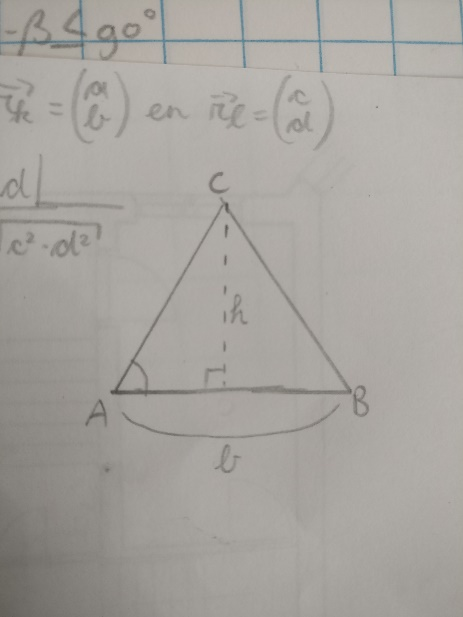 -β ≤ 90°
r⃗k = (a b) en r⃗l = (c d)
d|
c²·d²
C
h
A
B
b